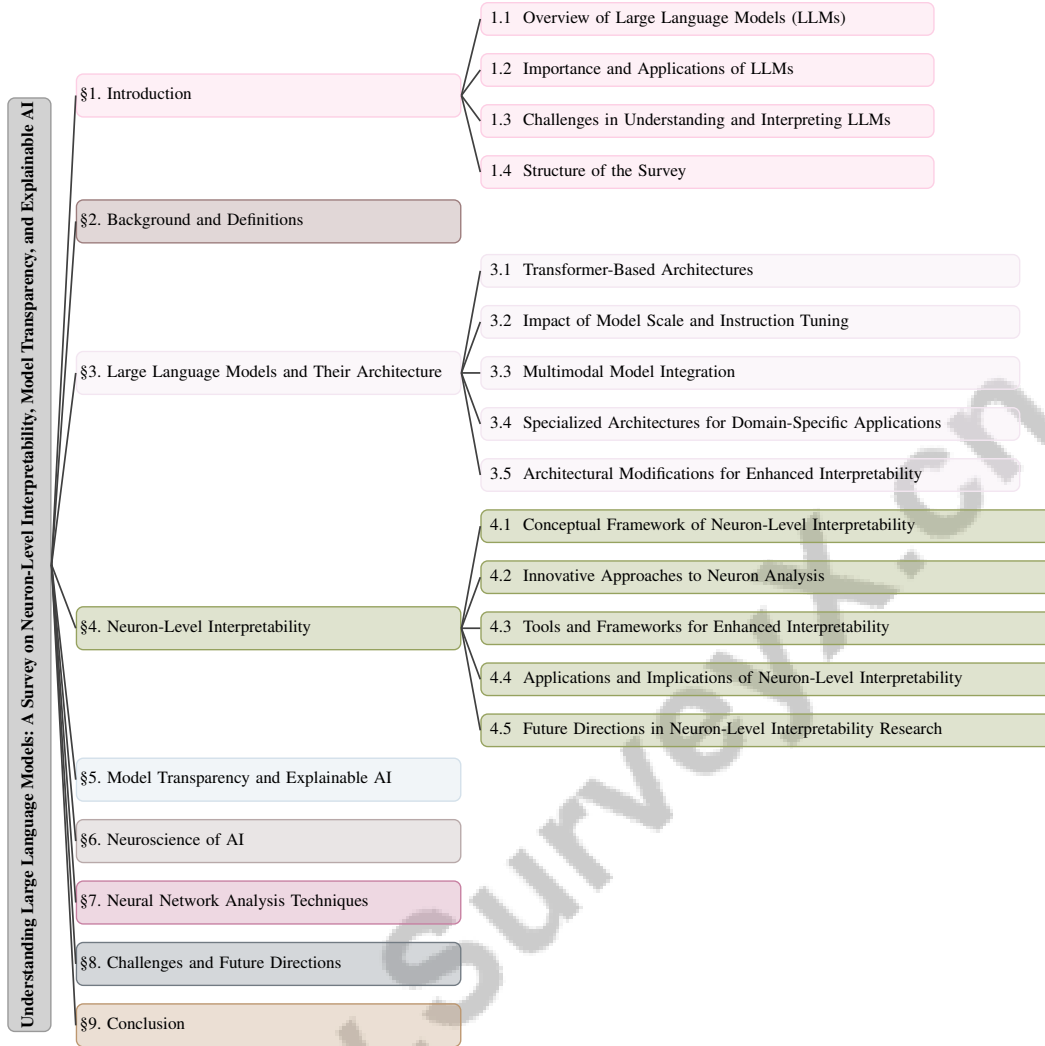 Understanding Large Language Models: A Survey on Neuron-Level Interpretability, Model Transparency, and Explainable AI
§1. Introduction
1.1 Overview of Large Language Models (LLMs)
1.2 Importance and Applications of LLMs
1.3 Challenges in Understanding and Interpreting LLMs
1.4 Structure of the Survey
§2. Background and Definitions
§3. Large Language Models and Their Architecture
3.1 Transformer-Based Architectures
3.2 Impact of Model Scale and Instruction Tuning
3.3 Multimodal Model Integration
3.4 Specialized Architectures for Domain-Specific Applications
3.5 Architectural Modifications for Enhanced Interpretability
§4. Neuron-Level Interpretability
4.1 Conceptual Framework of Neuron-Level Interpretability
4.2 Innovative Approaches to Neuron Analysis
4.3 Tools and Frameworks for Enhanced Interpretability
4.4 Applications and Implications of Neuron-Level Interpretability
4.5 Future Directions in Neuron-Level Interpretability Research
§5. Model Transparency and Explainable AI
§6. Neuroscience of AI
§7. Neural Network Analysis Techniques
§8. Challenges and Future Directions
§9. Conclusion
.surveyx.cn